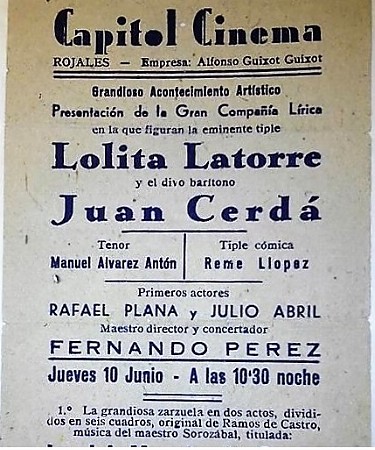 Capitol Cinema
ROJALES — Empresa: Alfonso Guixot Guixot
Grandioso Acontecimiento Artístico
Presentación de la Gran Compañía Lírica
en la que figuran la eminente tiple
Lolita Latorre
y el divo barítono
Juan Cerdá
Tenor
Manuel Alvarez Antón
Tiple cómica
Reme Llopez
Primeros actores
RAFAEL PLANA y JULIO ABRIL
Maestro director y concertador
FERNANDO PEREZ
Jueves 10 Junio - A las 10'30 noche
1.º La grandiosa zarzuela en dos actos, dividi-
dos en seis cuadros, original de Ramos de Castro,
música del maestro Sorozábal, titulada: